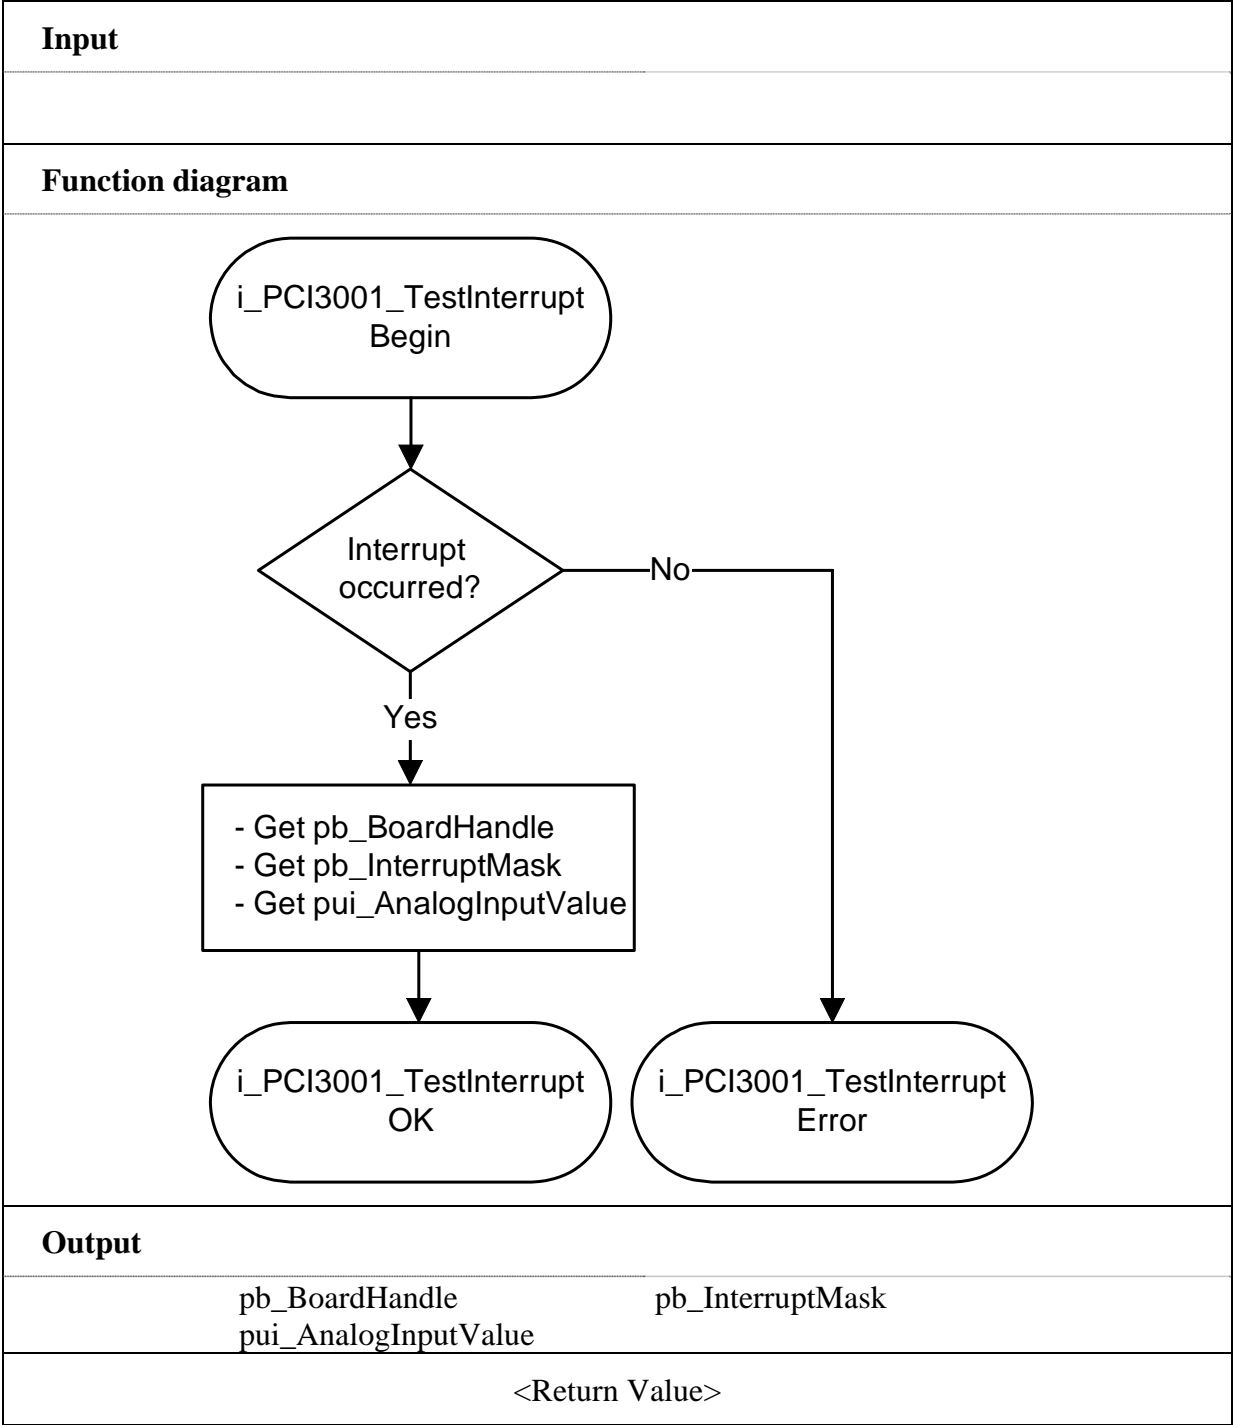 Input
Function diagram
i_PCI3001_TestInterrupt
Begin
Interrupt
occurred?
No
Yes
- Get pb_BoardHandle
- Get pb_InterruptMask
- Get pui_AnalogInputValue
i_PCI3001_TestInterrupt
OK
i_PCI3001_TestInterrupt
Error
Output
pb_BoardHandle pb_InterruptMask
pui_AnalogInputValue
<Return Value>